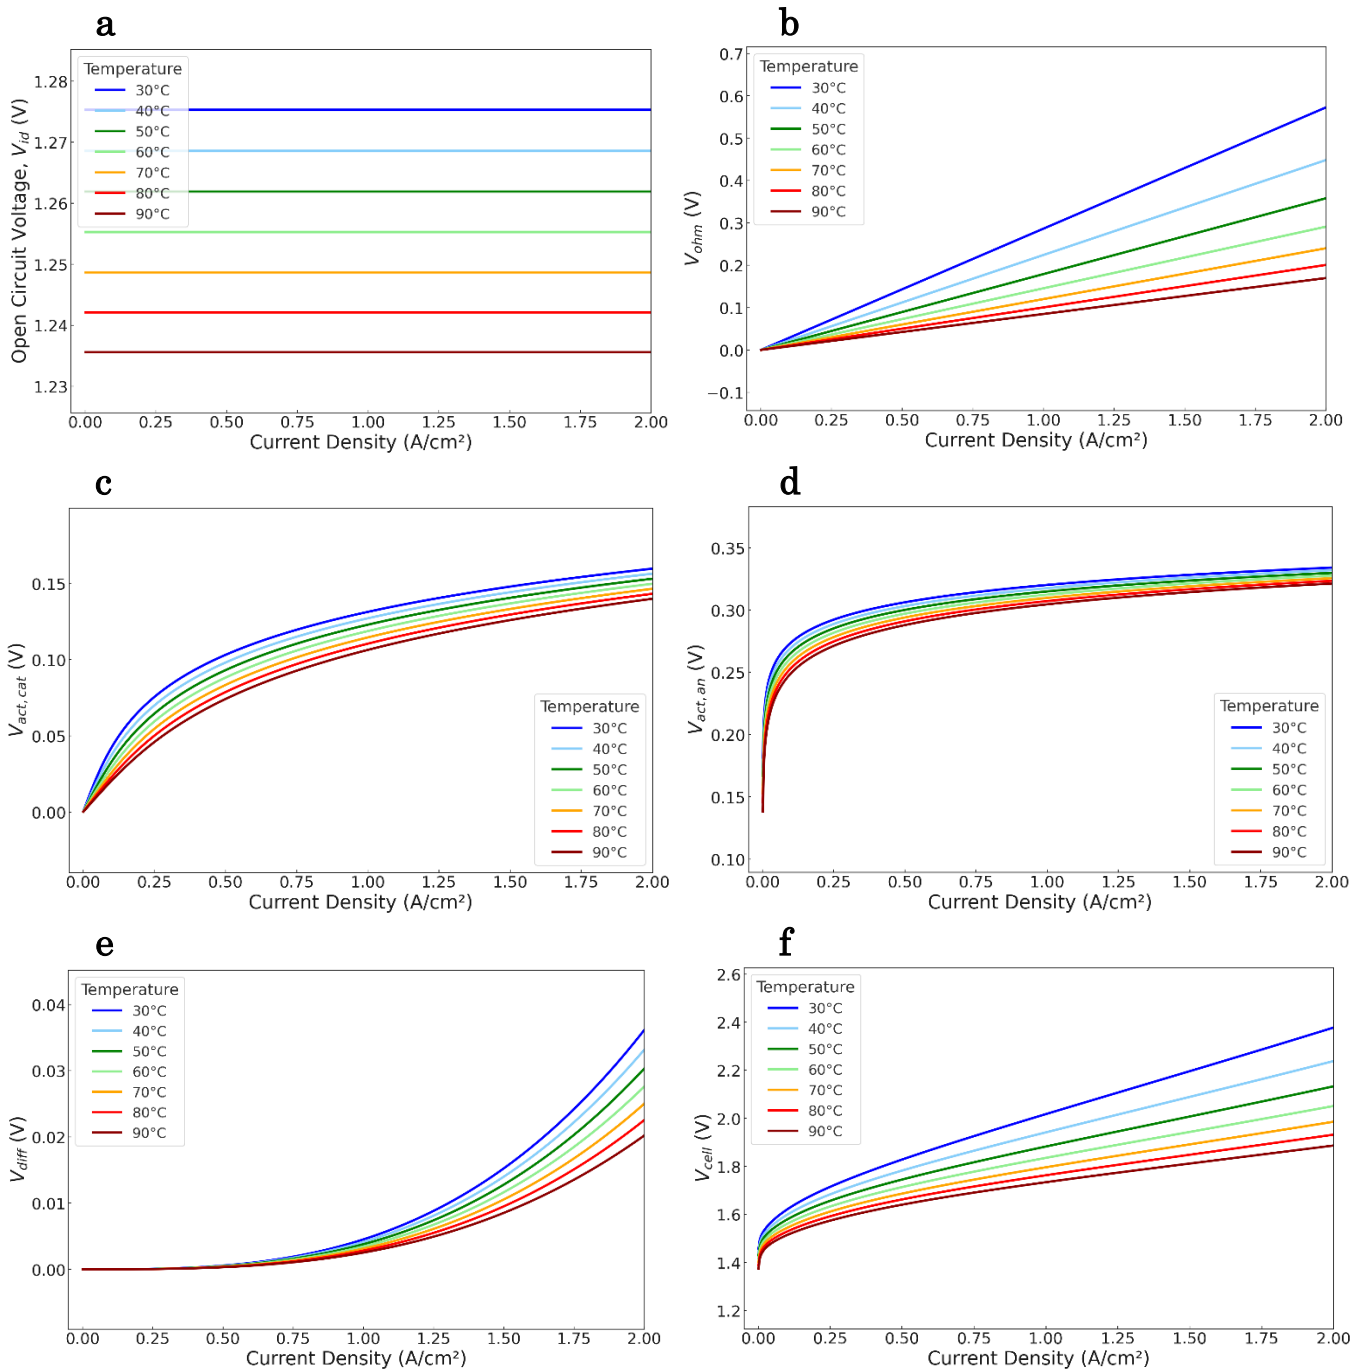 a
Open Circuit Voltage, V_id (V)
1.28
1.27
1.26
1.25
1.24
1.23
Temperature
30°C
40°C
50°C
60°C
70°C
80°C
90°C
0.00 0.25 0.50 0.75 1.00 1.25 1.50 1.75 2.00
Current Density (A/cm²)
b
V_ohm (V)
0.7
0.6
0.5
0.4
0.3
0.2
0.1
0.0
−0.1
Temperature
30°C
40°C
50°C
60°C
70°C
80°C
90°C
0.00 0.25 0.50 0.75 1.00 1.25 1.50 1.75 2.00
Current Density (A/cm²)
c
V_act,cat (V)
0.15
0.10
0.05
0.00
Temperature
30°C
40°C
50°C
60°C
70°C
80°C
90°C
0.00 0.25 0.50 0.75 1.00 1.25 1.50 1.75 2.00
Current Density (A/cm²)
d
V_act,an (V)
0.35
0.30
0.25
0.20
0.15
0.10
Temperature
30°C
40°C
50°C
60°C
70°C
80°C
90°C
0.00 0.25 0.50 0.75 1.00 1.25 1.50 1.75 2.00
Current Density (A/cm²)
e
V_diff (V)
0.04
0.03
0.02
0.01
0.00
Temperature
30°C
40°C
50°C
60°C
70°C
80°C
90°C
0.00 0.25 0.50 0.75 1.00 1.25 1.50 1.75 2.00
Current Density (A/cm²)
f
V_cell (V)
2.6
2.4
2.2
2.0
1.8
1.6
1.4
1.2
Temperature
30°C
40°C
50°C
60°C
70°C
80°C
90°C
0.00 0.25 0.50 0.75 1.00 1.25 1.50 1.75 2.00
Current Density (A/cm²)